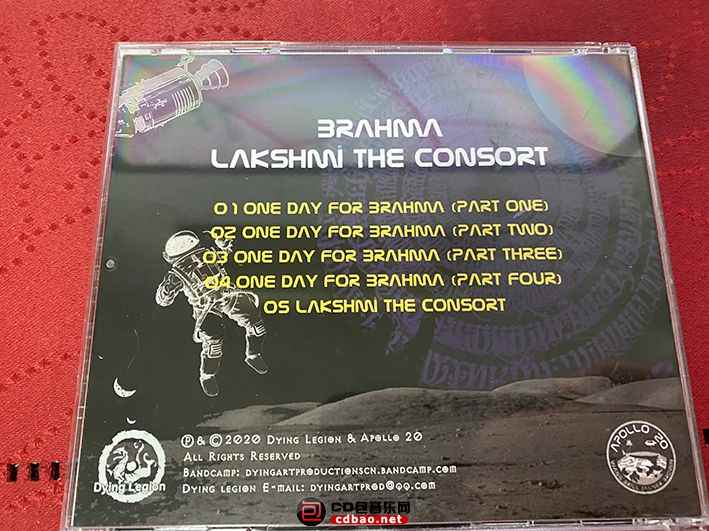 BRAHMA
LAKSHMI THE CONSORT
01 ONE DAY FOR BRAHMA (PART ONE)
02 ONE DAY FOR BRAHMA (PART TWO)
03 ONE DAY FOR BRAHMA (PART THREE)
04 ONE DAY FOR BRAHMA (PART FOUR)
05 LAKSHMI THE CONSORT
Ⓟ & © 2020 Dying Legion & Apollo 20
All Rights Reserved
Bandcamp: dyingartproductionscn.bandcamp.com
Dying legion E-mail: dyingartprod@qq.com
Dying Legion
APOLLO 20
CD包音乐网
cdbao.net